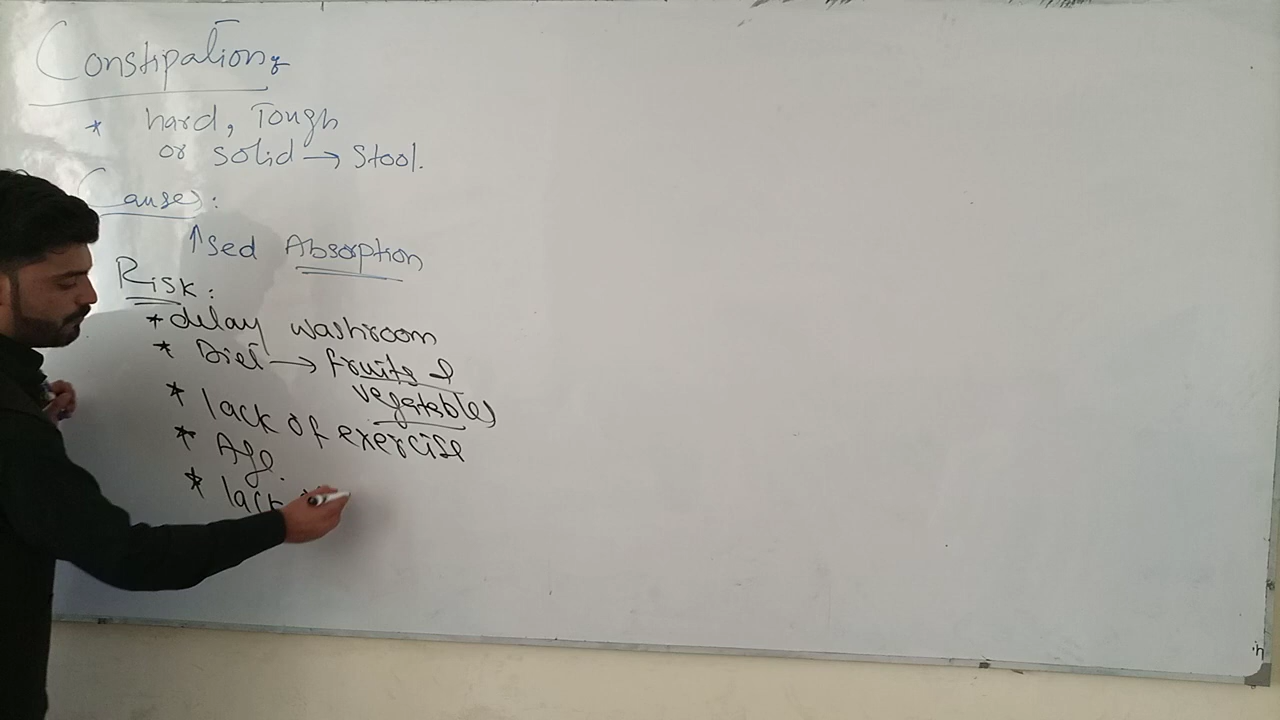 Constipation:
* hard, Tough
or solid → Stool.
Causes:
↑sed Absorption
Risk:
* delay washroom
* Diet → fruits &
vegetables
* lack of exercise
* Age.
* lack